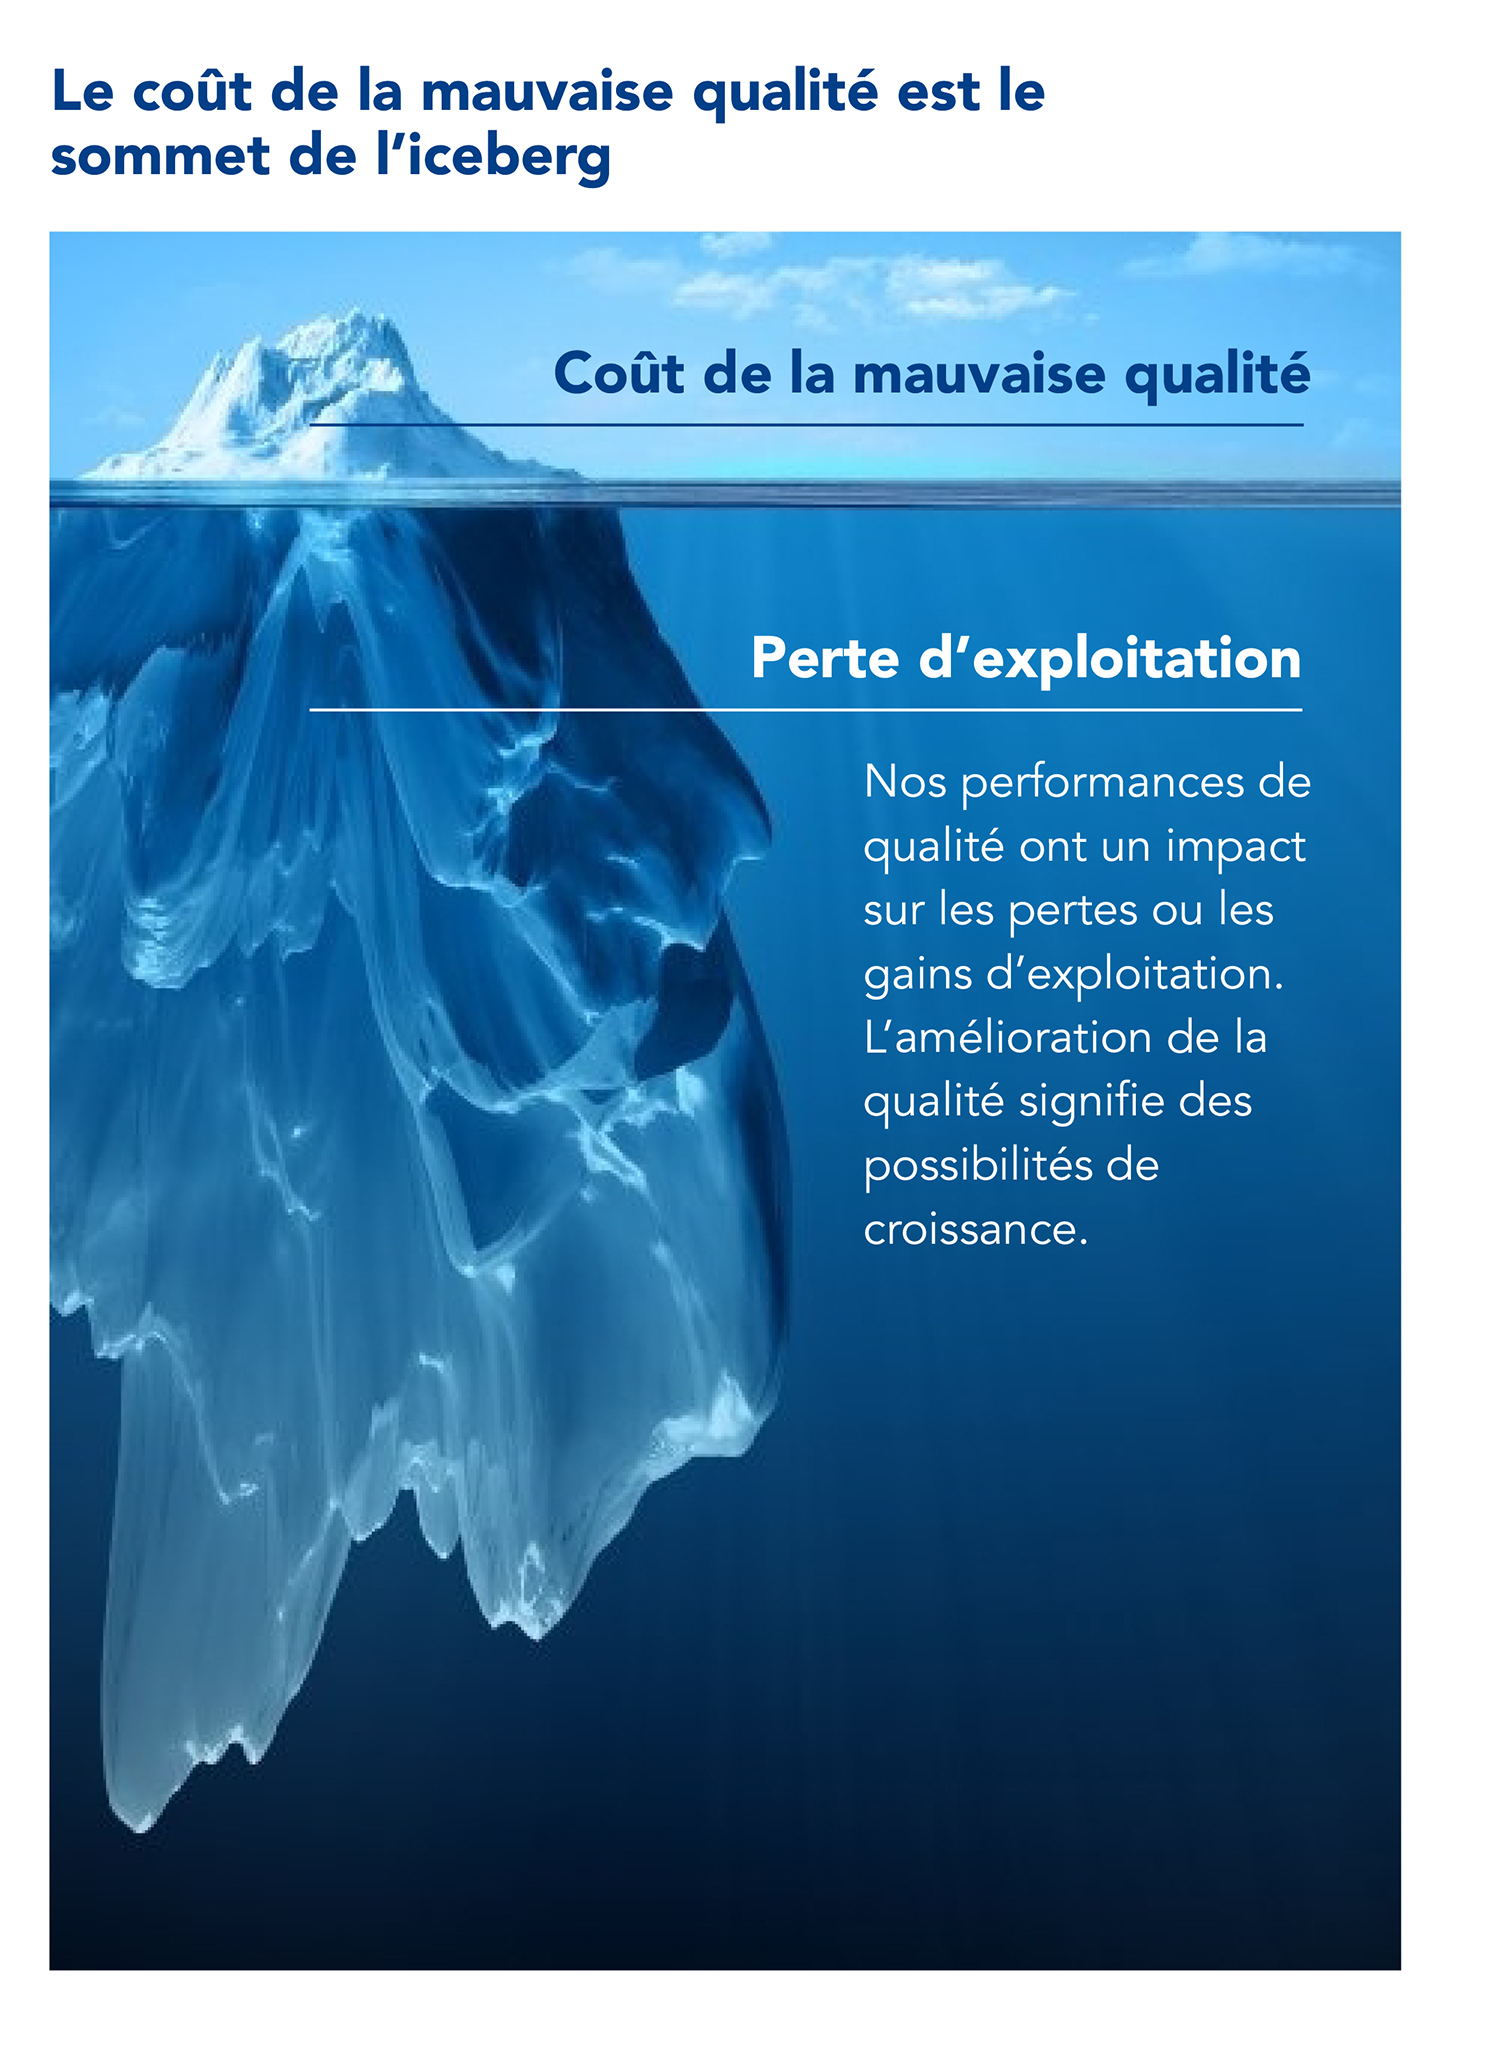 Le coût de la mauvaise qualité est le
sommet de l’iceberg
Coût de la mauvaise qualité
Perte d’exploitation
Nos performances de
qualité ont un impact
sur les pertes ou les
gains d’exploitation.
L’amélioration de la
qualité signifie des
possibilités de
croissance.